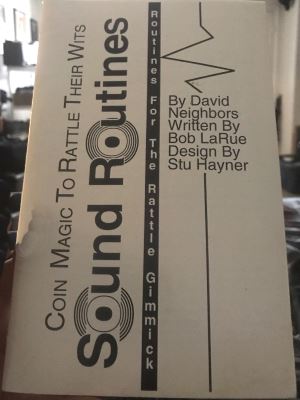 Coin Magic To Rattle Their Wits
Sound Routines
Routines For The Rattle Gimmick
By David
Neighbors
Written By
Bob LaRue
Design By
Stu Hayner